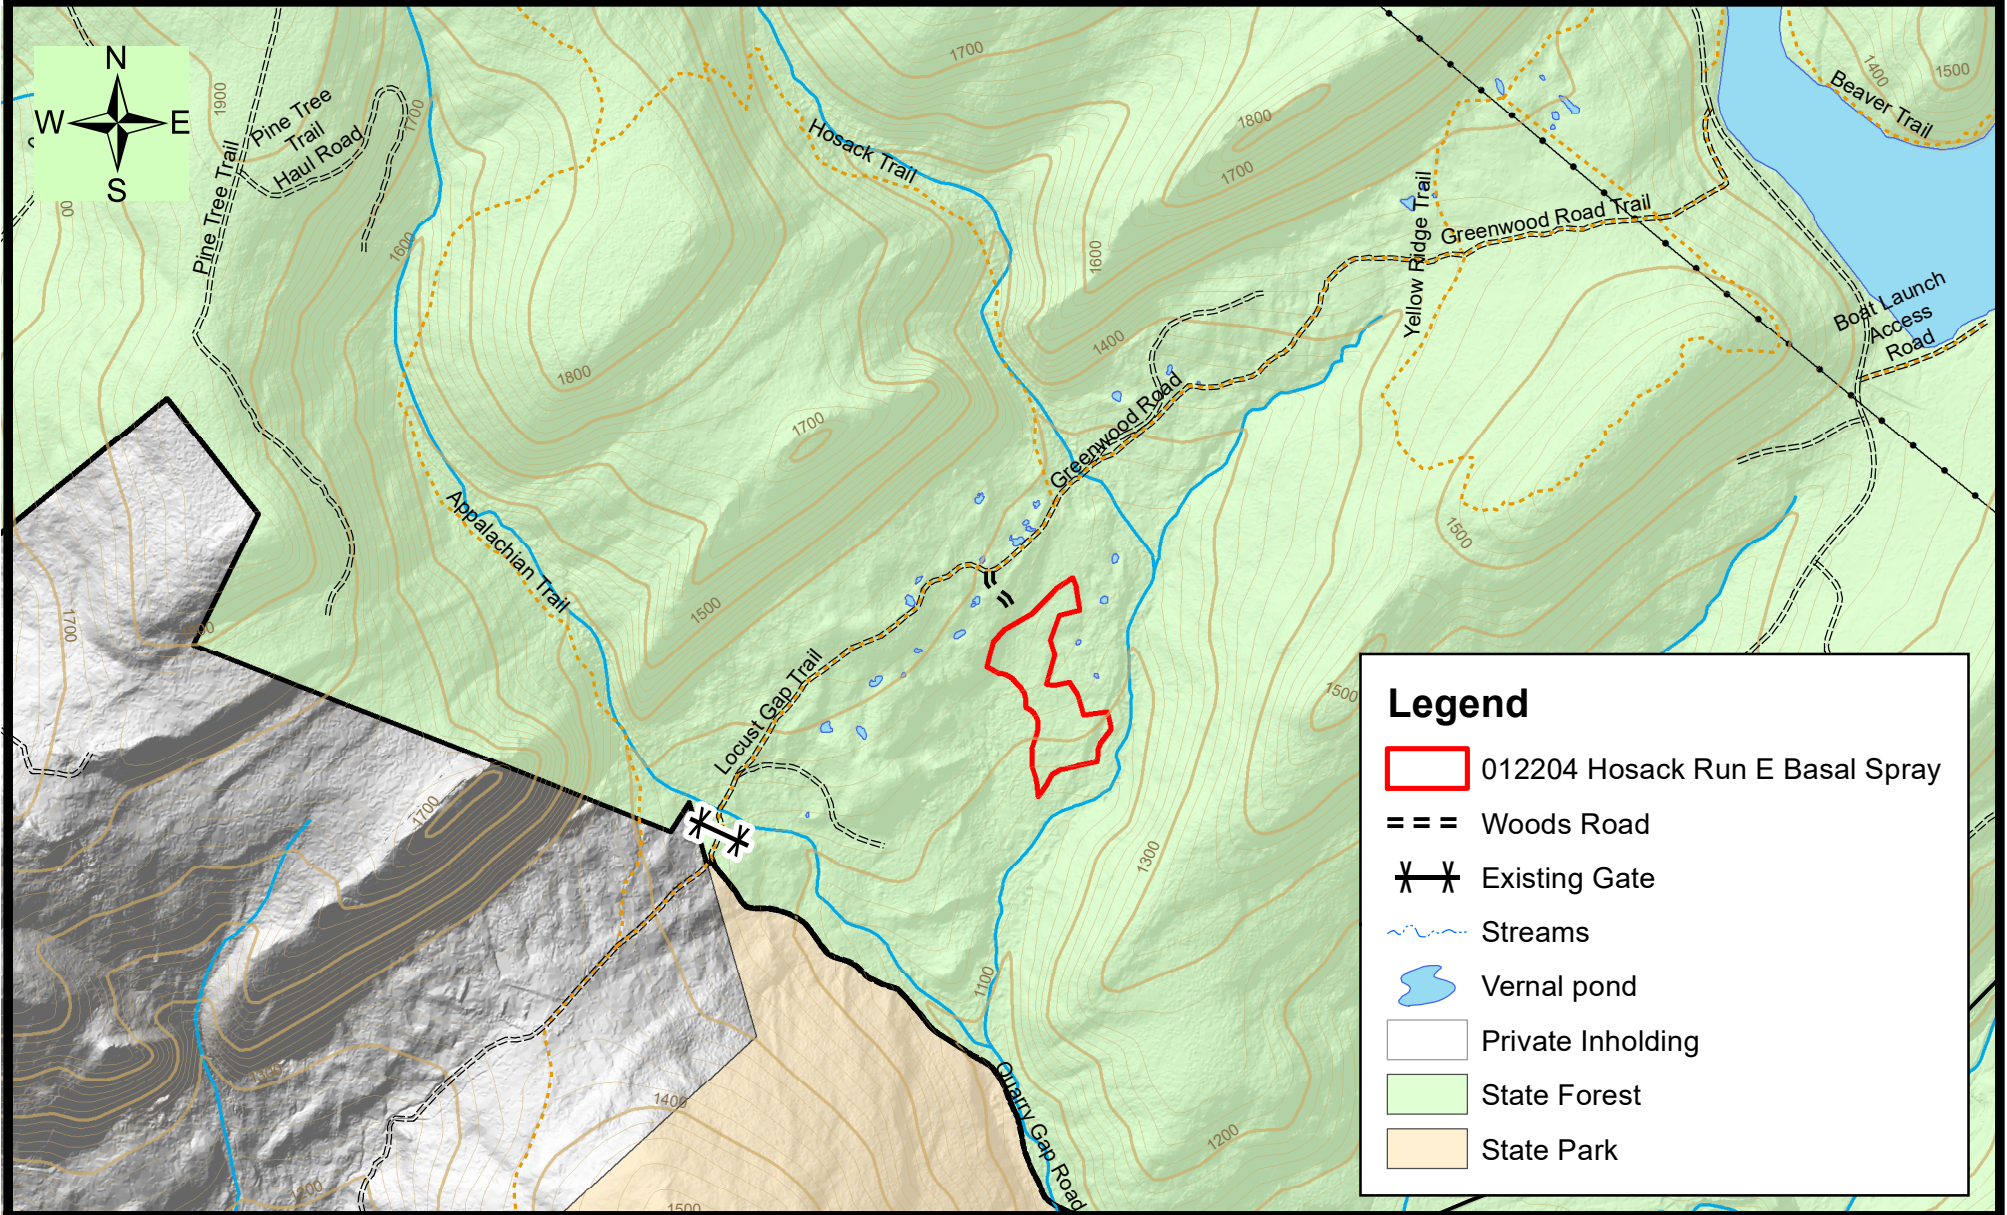 N
W E
S
1900
Pine Tree
Trail
Haul Road
1700
Pine Tree Trail
1600
Hosack Trail
1700
1800
1700
1600
1400
1500
Beaver Trail
Yellow Ridge Trail
Greenwood Road Trail
Boat Launch
Access
Road
1400
1800
1700
Greenwood Road
Appalachian Trail
1500
1500
1700
Locust Gap Trail
1500
1700
1300
1100
Quarry Gap Road
1300
1400
1200
1200
1500
Legend
012204 Hosack Run E Basal Spray
Woods Road
Existing Gate
Streams
Vernal pond
Private Inholding
State Forest
State Park